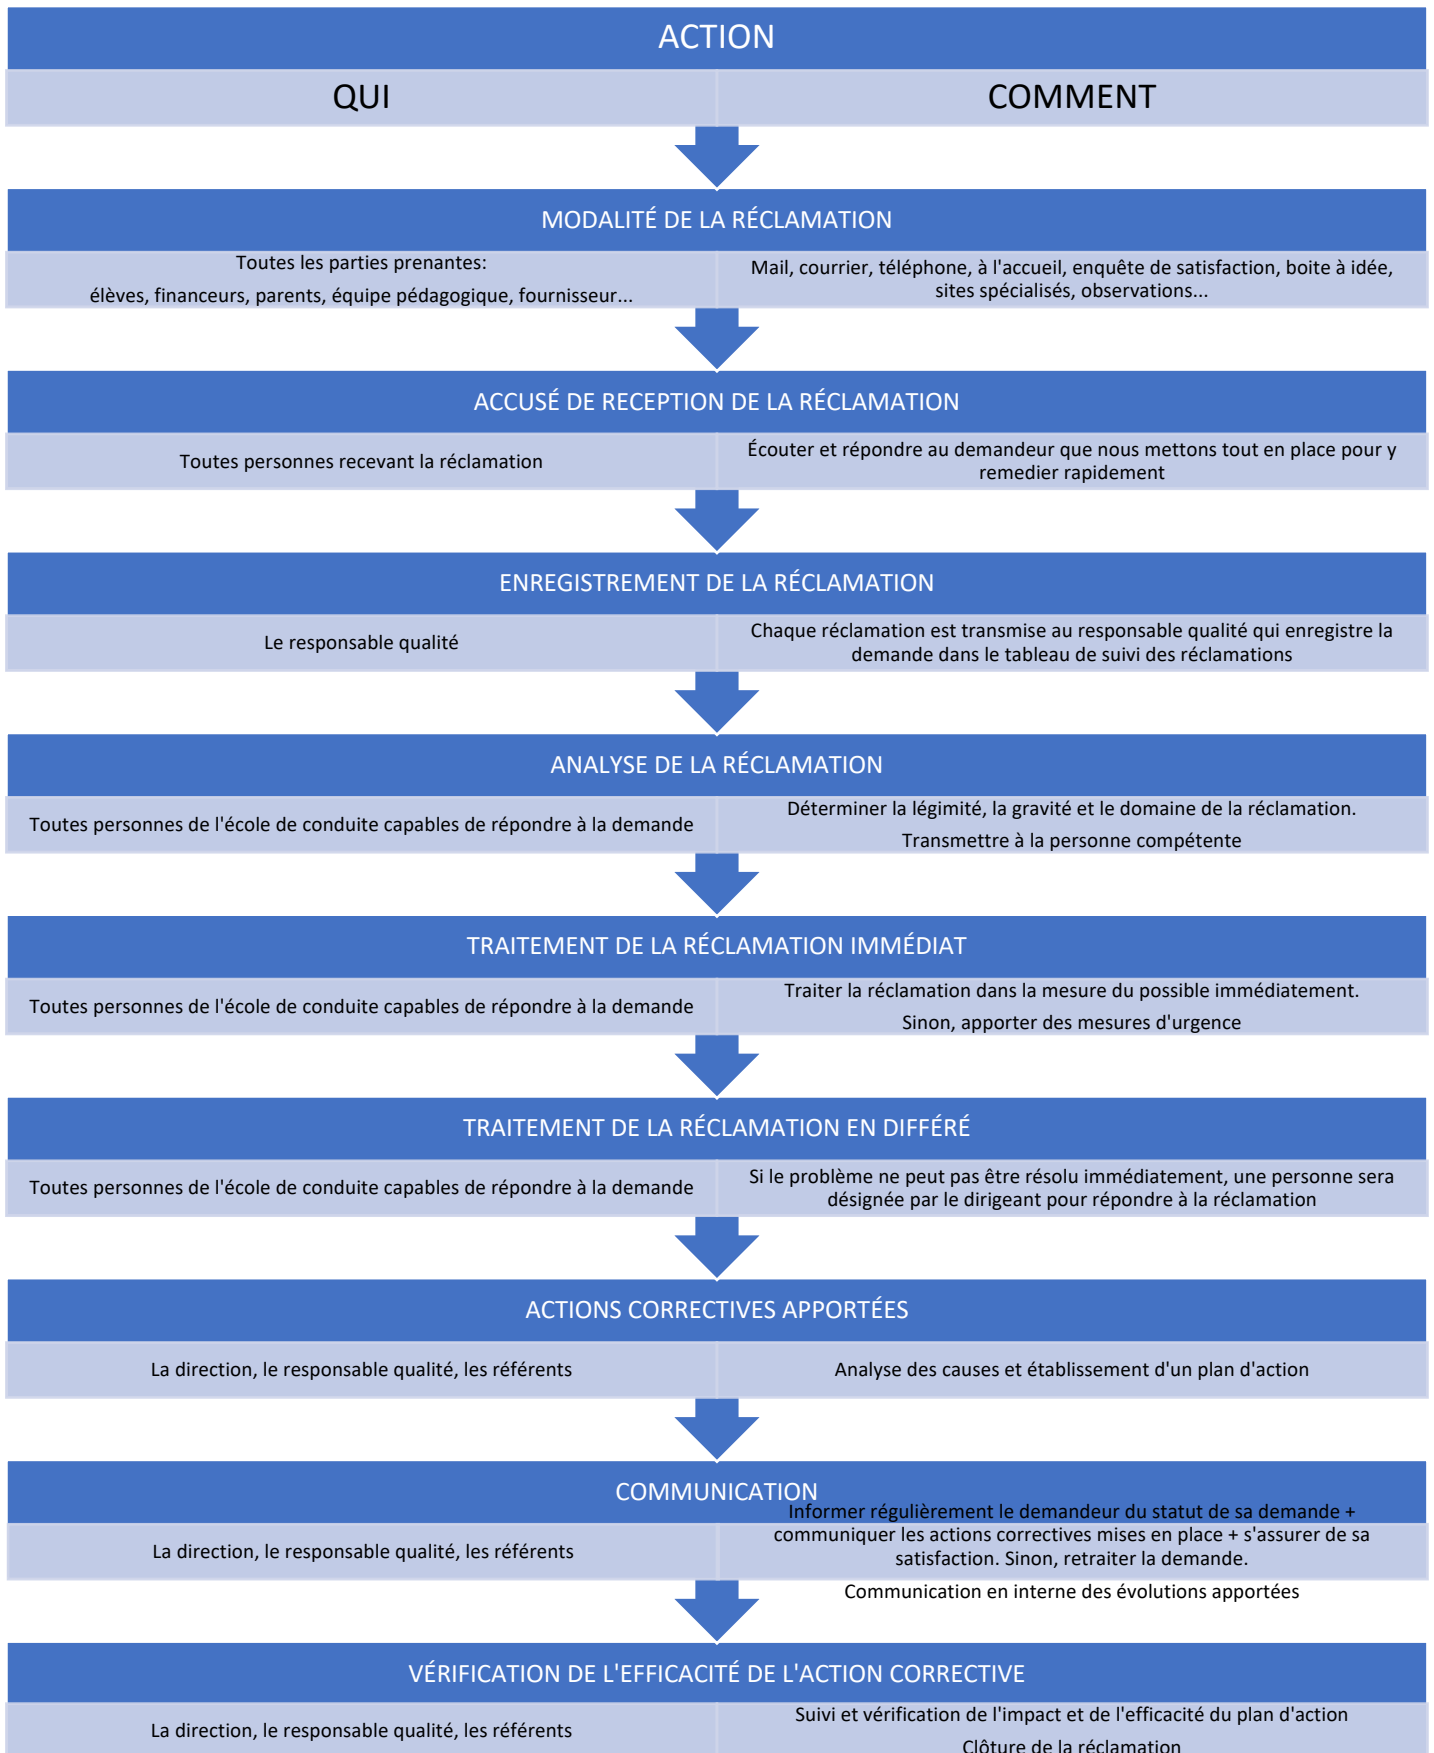 ACTION
QUI
COMMENT
MODALITÉ DE LA RÉCLAMATION
Toutes les parties prenantes:
élèves, financeurs, parents, équipe pédagogique, fournisseur...
Mail, courrier, téléphone, à l'accueil, enquête de satisfaction, boite à idée,
sites spécialisés, observations...
ACCUSÉ DE RECEPTION DE LA RÉCLAMATION
Toutes personnes recevant la réclamation
Écouter et répondre au demandeur que nous mettons tout en place pour y
remedier rapidement
ENREGISTREMENT DE LA RÉCLAMATION
Le responsable qualité
Chaque réclamation est transmise au responsable qualité qui enregistre la
demande dans le tableau de suivi des réclamations
ANALYSE DE LA RÉCLAMATION
Toutes personnes de l'école de conduite capables de répondre à la demande
Déterminer la légimité, la gravité et le domaine de la réclamation.
Transmettre à la personne compétente
TRAITEMENT DE LA RÉCLAMATION IMMÉDIAT
Toutes personnes de l'école de conduite capables de répondre à la demande
Traiter la réclamation dans la mesure du possible immédiatement.
Sinon, apporter des mesures d'urgence
TRAITEMENT DE LA RÉCLAMATION EN DIFFÉRÉ
Toutes personnes de l'école de conduite capables de répondre à la demande
Si le problème ne peut pas être résolu immédiatement, une personne sera
désignée par le dirigeant pour répondre à la réclamation
ACTIONS CORRECTIVES APPORTÉES
La direction, le responsable qualité, les référents
Analyse des causes et établissement d'un plan d'action
COMMUNICATION
La direction, le responsable qualité, les référents
Informer régulièrement le demandeur du statut de sa demande +
communiquer les actions correctives mises en place + s'assurer de sa
satisfaction. Sinon, retraiter la demande.
Communication en interne des évolutions apportées
VÉRIFICATION DE L'EFFICACITÉ DE L'ACTION CORRECTIVE
La direction, le responsable qualité, les référents
Suivi et vérification de l'impact et de l'efficacité du plan d'action
Clôture de la réclamation